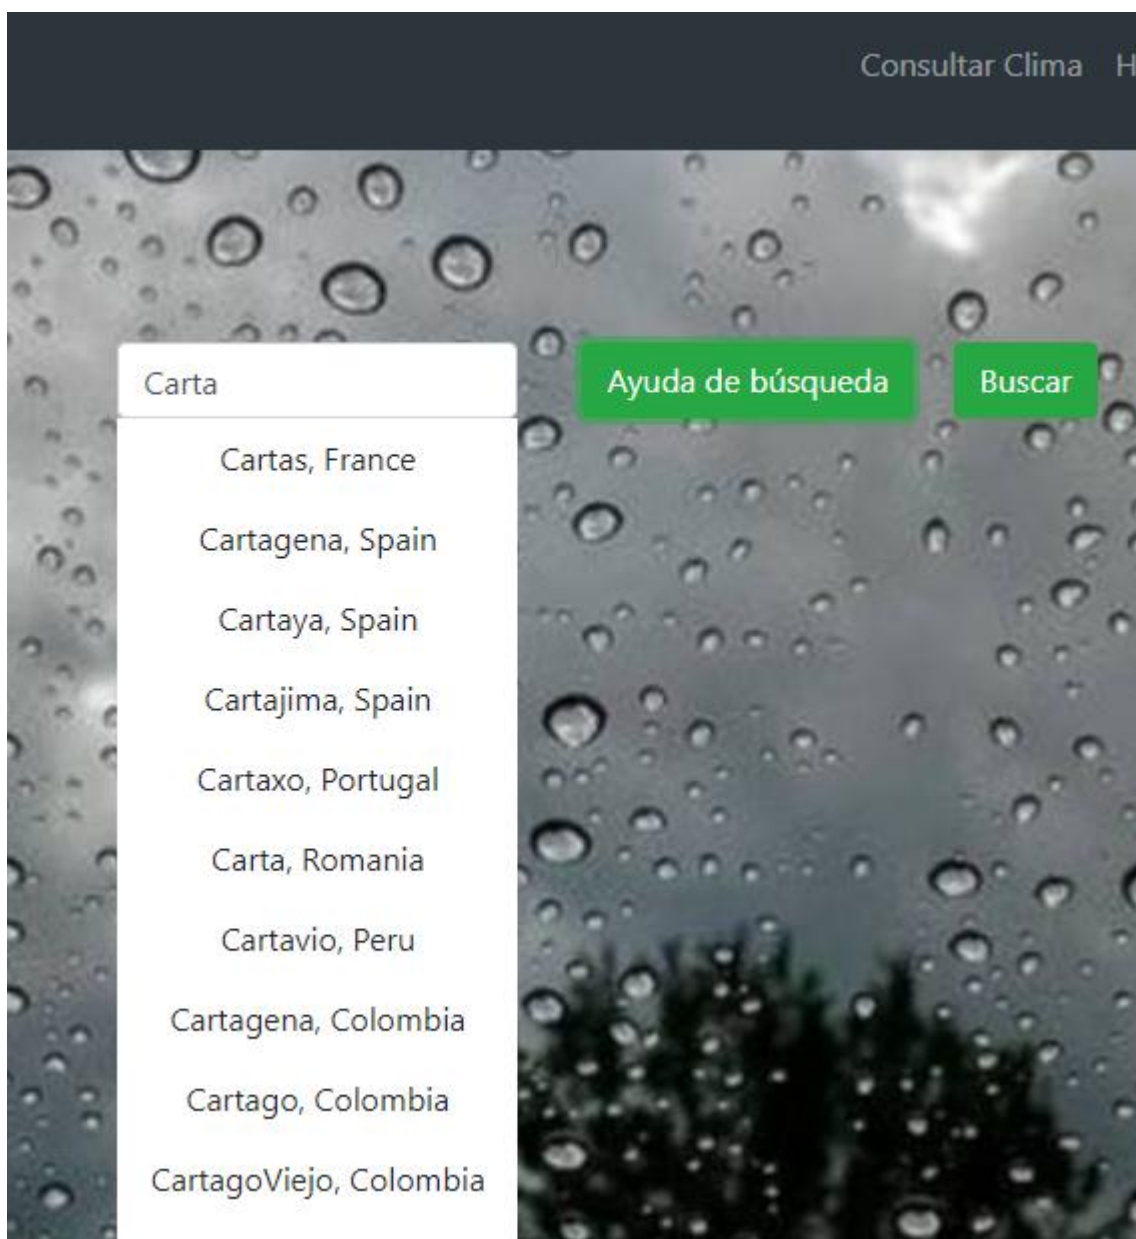 Consultar Clima H
Carta Ayuda de búsqueda Buscar
Cartas, France
Cartagena, Spain
Cartaya, Spain
Cartajima, Spain
Cartaxo, Portugal
Carta, Romania
Cartavio, Peru
Cartagena, Colombia
Cartago, Colombia
CartagoViejo, Colombia